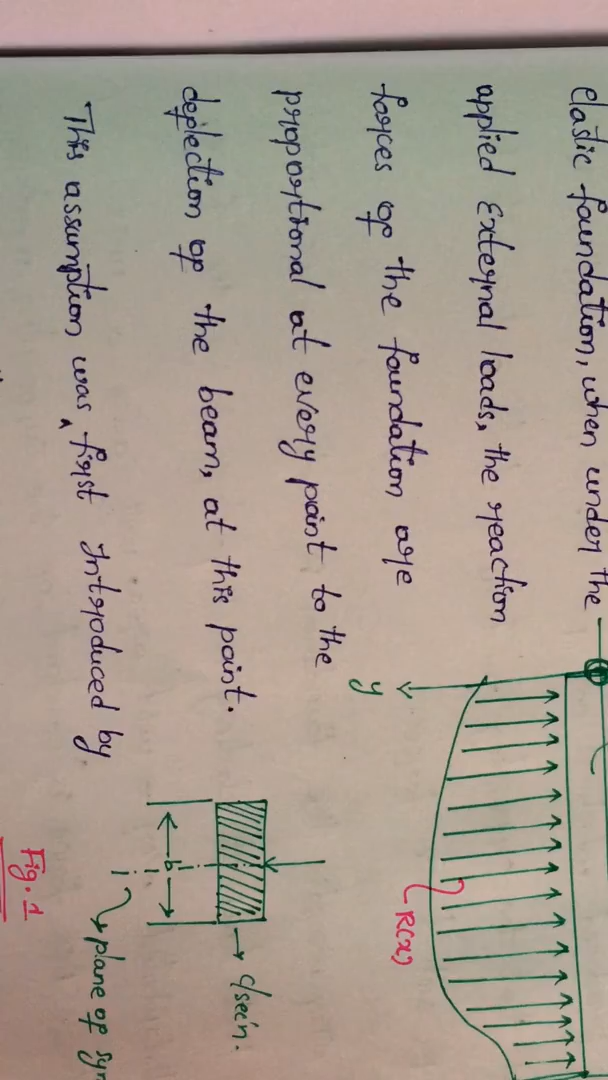 elastic foundation, when under the
applied external loads, the reaction
forces of the foundation are
proportional at every point to the
deflection of the beam, at this point.
This assumption was first introduced by
y
R(x)
b
c/secn.
plane of sym
Fig. 1